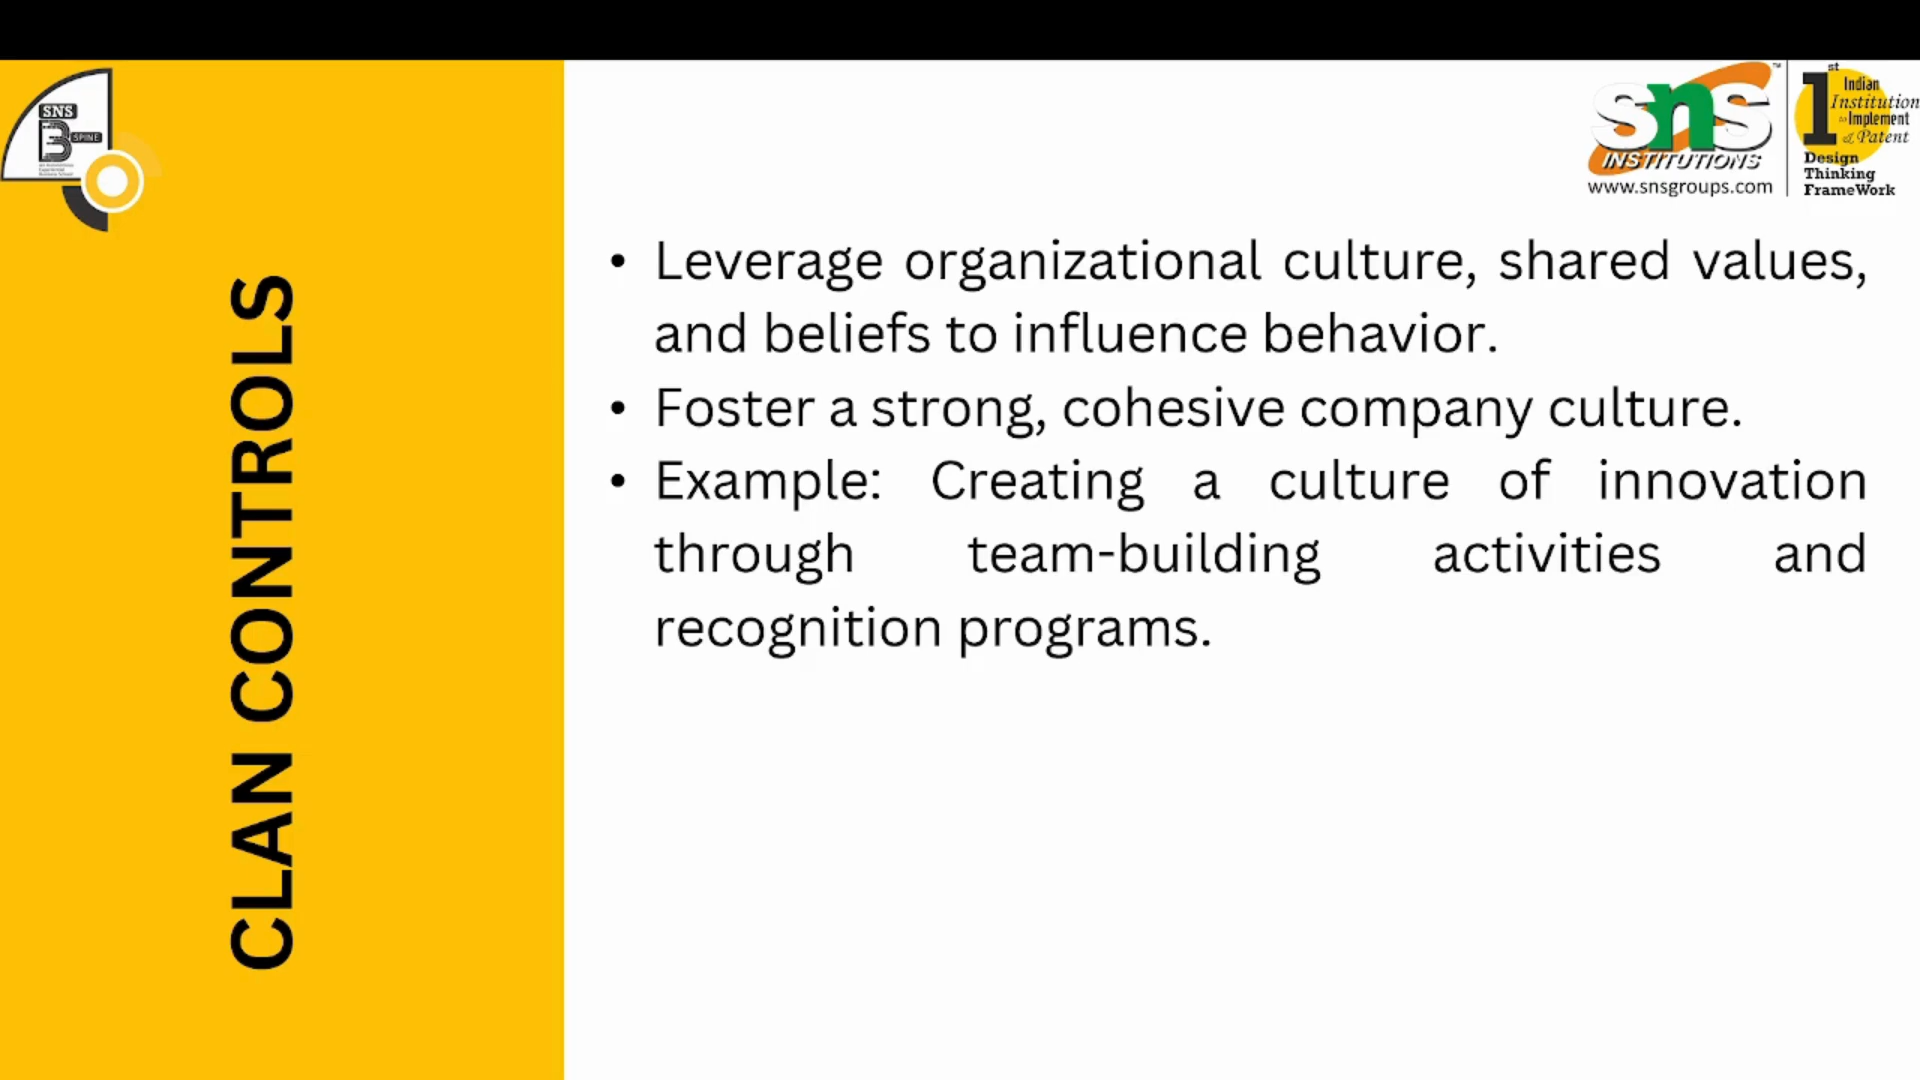 SNS
B
SPINE
sns
INSTITUTIONS
www.snsgroups.com
1st
Indian
Institution
to Implement
& Patent
Design
Thinking
FrameWork
CLAN CONTROLS
• Leverage organizational culture, shared values,
and beliefs to influence behavior.
• Foster a strong, cohesive company culture.
• Example: Creating a culture of innovation
through team-building activities and
recognition programs.